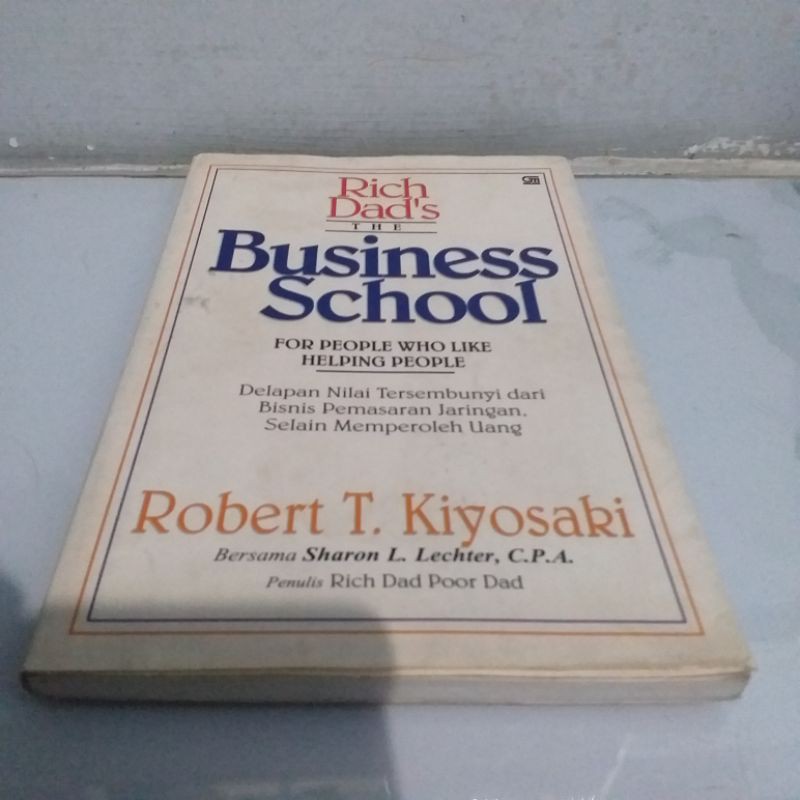 Rich
Dad's
THE
Business
School
FOR PEOPLE WHO LIKE
HELPING PEOPLE
Delapan Nilai Tersembunyi dari
Bisnis Pemasaran Jaringan,
Selain Memperoleh Uang
Robert T. Kiyosaki
Bersama Sharon L. Lechter, C.P.A.
Penulis Rich Dad Poor Dad